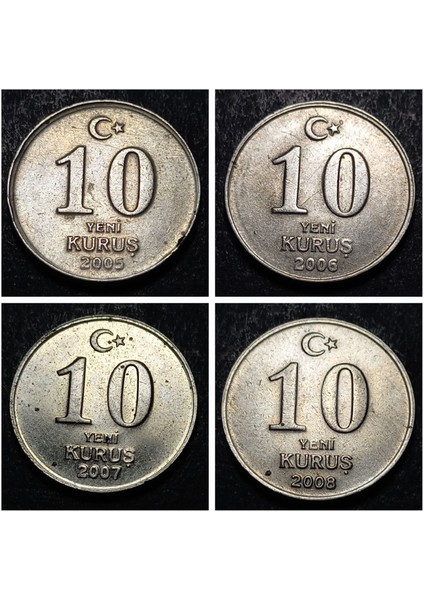 10
YENİ
KURUŞ
2005
10
YENİ
KURUŞ
2006
10
YENİ
KURUŞ
2007
10
YENİ
KURUŞ
2008